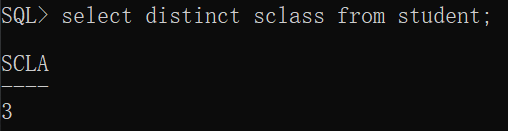 SQL> select distinct sclass from student;
SCLA
----
3